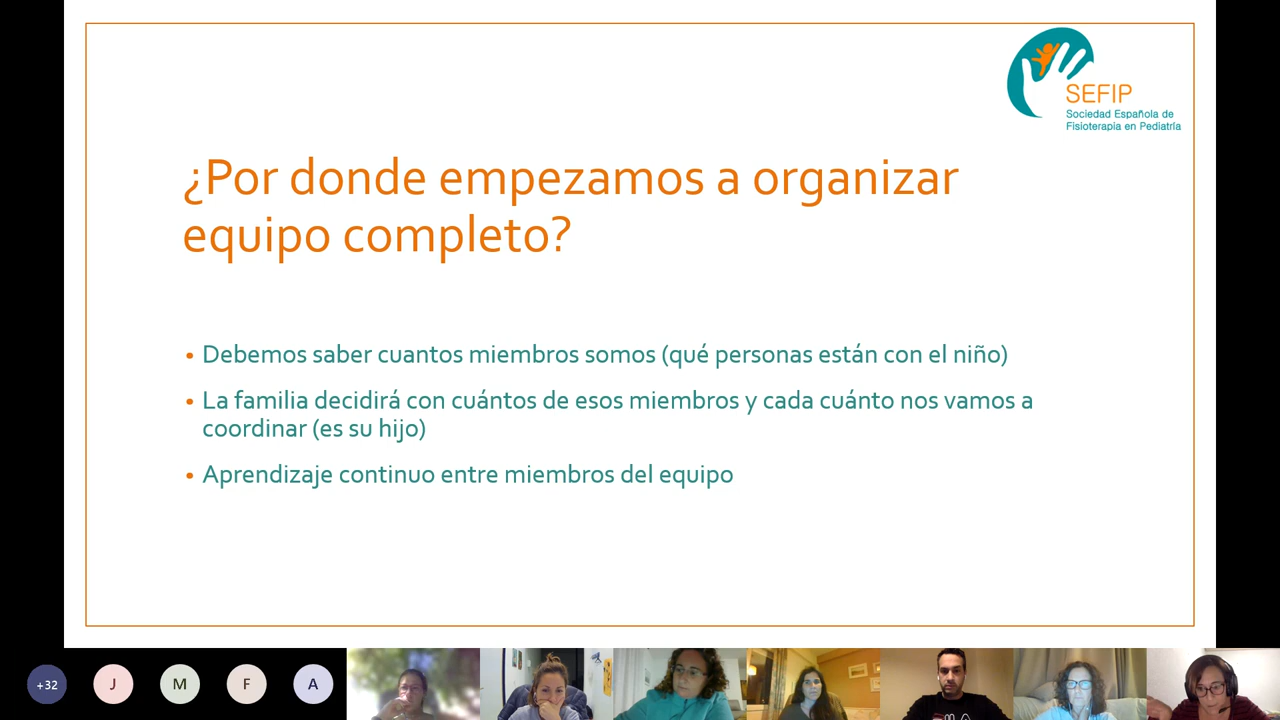 SEFIP
Sociedad Española de
Fisioterapia en Pediatría
¿Por donde empezamos a organizar
equipo completo?
• Debemos saber cuantos miembros somos (qué personas están con el niño)
• La familia decidirá con cuántos de esos miembros y cada cuánto nos vamos a
coordinar (es su hijo)
• Aprendizaje continuo entre miembros del equipo
+32
J
M
F
A